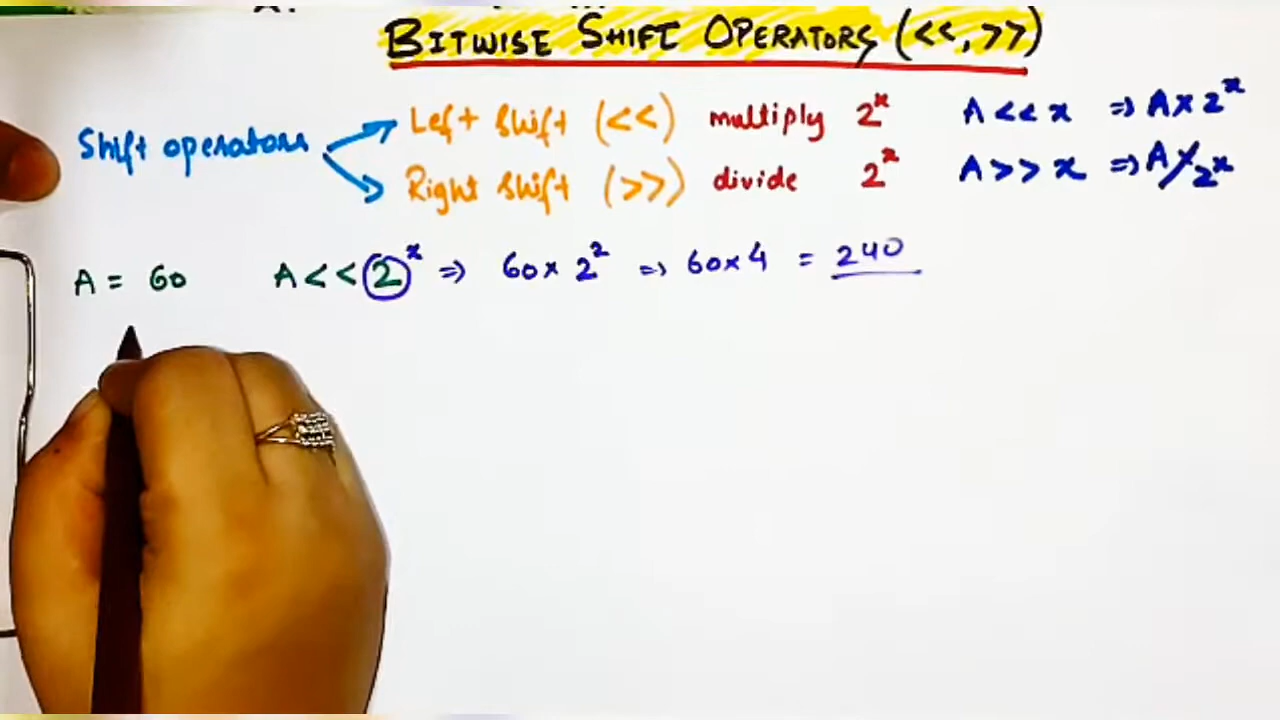 BITWISE SHIFT OPERATORS (<<, >>)
Shift operators
Left shift (<<) multiply 2^x A << x ⇒ A x 2^x
Right shift (>>) divide 2^x A >> x ⇒ A/2^x
A = 60 A << 2^x ⇒ 60 x 2^2 ⇒ 60 x 4 = 240